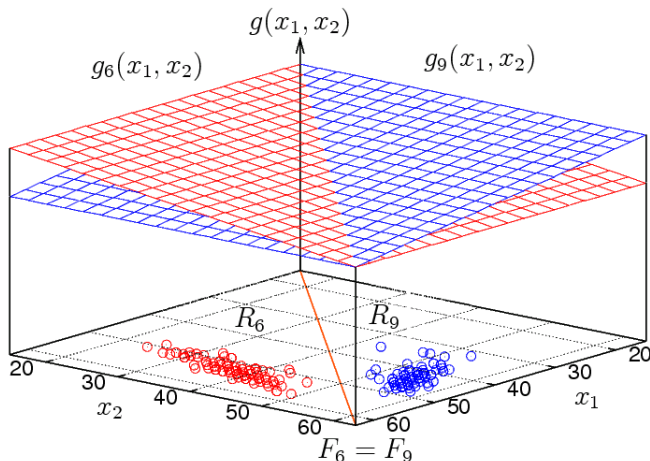 g(x₁, x₂)
g₆(x₁, x₂) g₉(x₁, x₂)
R₆ R₉
20 30 40 50 60 60 50 40 30 20
x₂ x₁
F₆ = F₉